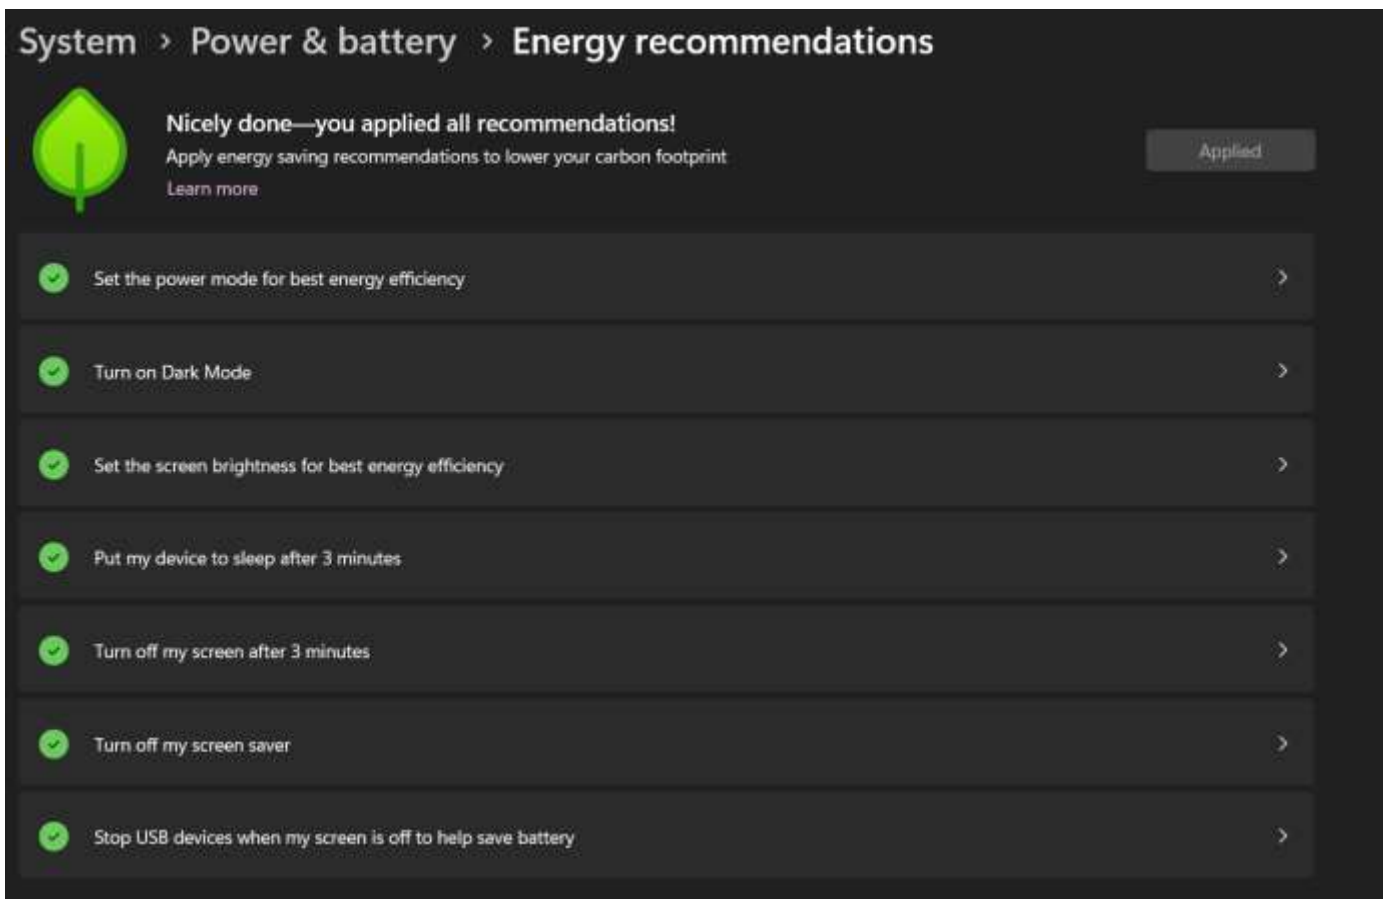 System > Power & battery > Energy recommendations
Nicely done—you applied all recommendations!
Apply energy saving recommendations to lower your carbon footprint
Applied
Learn more
Set the power mode for best energy efficiency
Turn on Dark Mode
Set the screen brightness for best energy efficiency
Put my device to sleep after 3 minutes
Turn off my screen after 3 minutes
Turn off my screen saver
Stop USB devices when my screen is off to help save battery